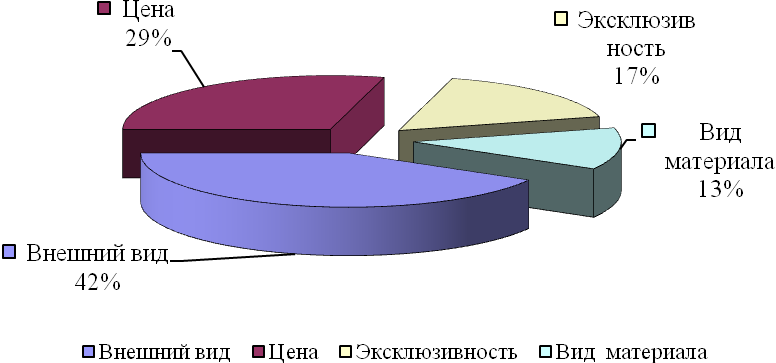 Цена
29%
Эксклюзив
ность
17%
Вид
материала
13%
Внешний вид
42%
Внешний вид Цена Эксклюзивность Вид материала